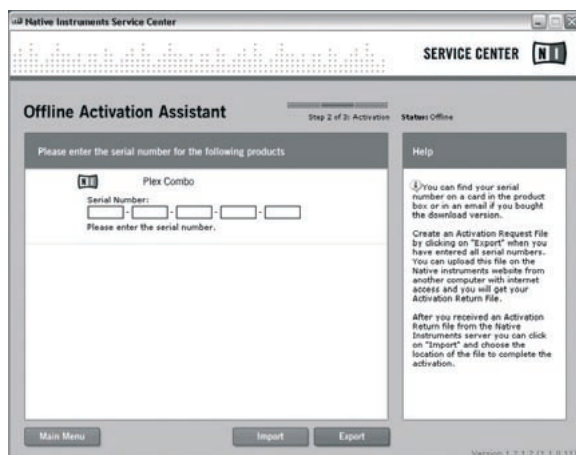 Native Instruments Service Center
SERVICE CENTER NI
Offline Activation Assistant
Step 2 of 3: Activation
Status: Offline
Please enter the serial number for the following products
NI Plex Combo
Serial Number:
- - - -
Please enter the serial number.
Help
You can find your serial
number on a card in the product
box or in an email if you bought
the download version.
Create an Activation Request File
by clicking on "Export" when you
have entered all serial numbers.
You can upload this file on the
Native instruments website from
another computer with internet
access and you will get your
Activation Return File.
After you received an Activation
Return file from the Native
Instruments server you can click
on "Import" and choose the
location of the file to complete the
activation.
Main Menu
Import
Export